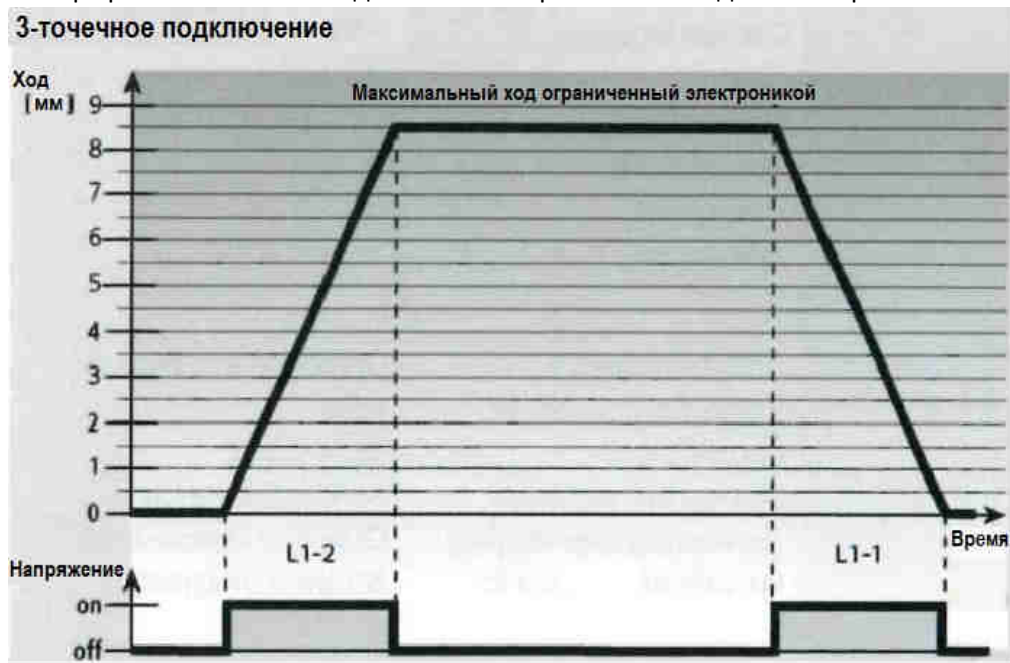 3-точечное подключение
Ход
[мм]
Максимальный ход ограниченный электроникой
9
8
7
6
5
4
3
2
1
0
Время
L1-2
L1-1
Напряжение
on
off